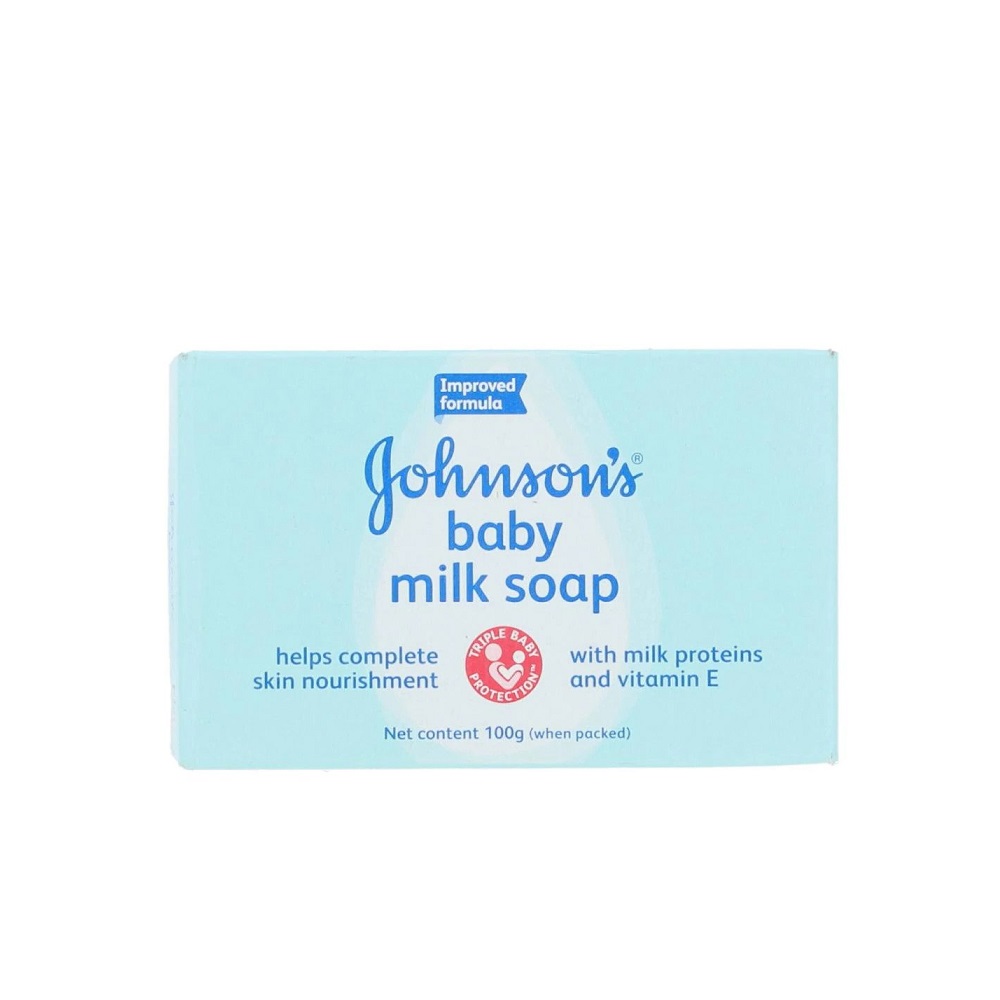 Improved
formula
Johnson's®
baby
milk soap
helps complete
skin nourishment
TRIPLE BABY
PROTECTION™
with milk proteins
and vitamin E
Net content 100g (when packed)